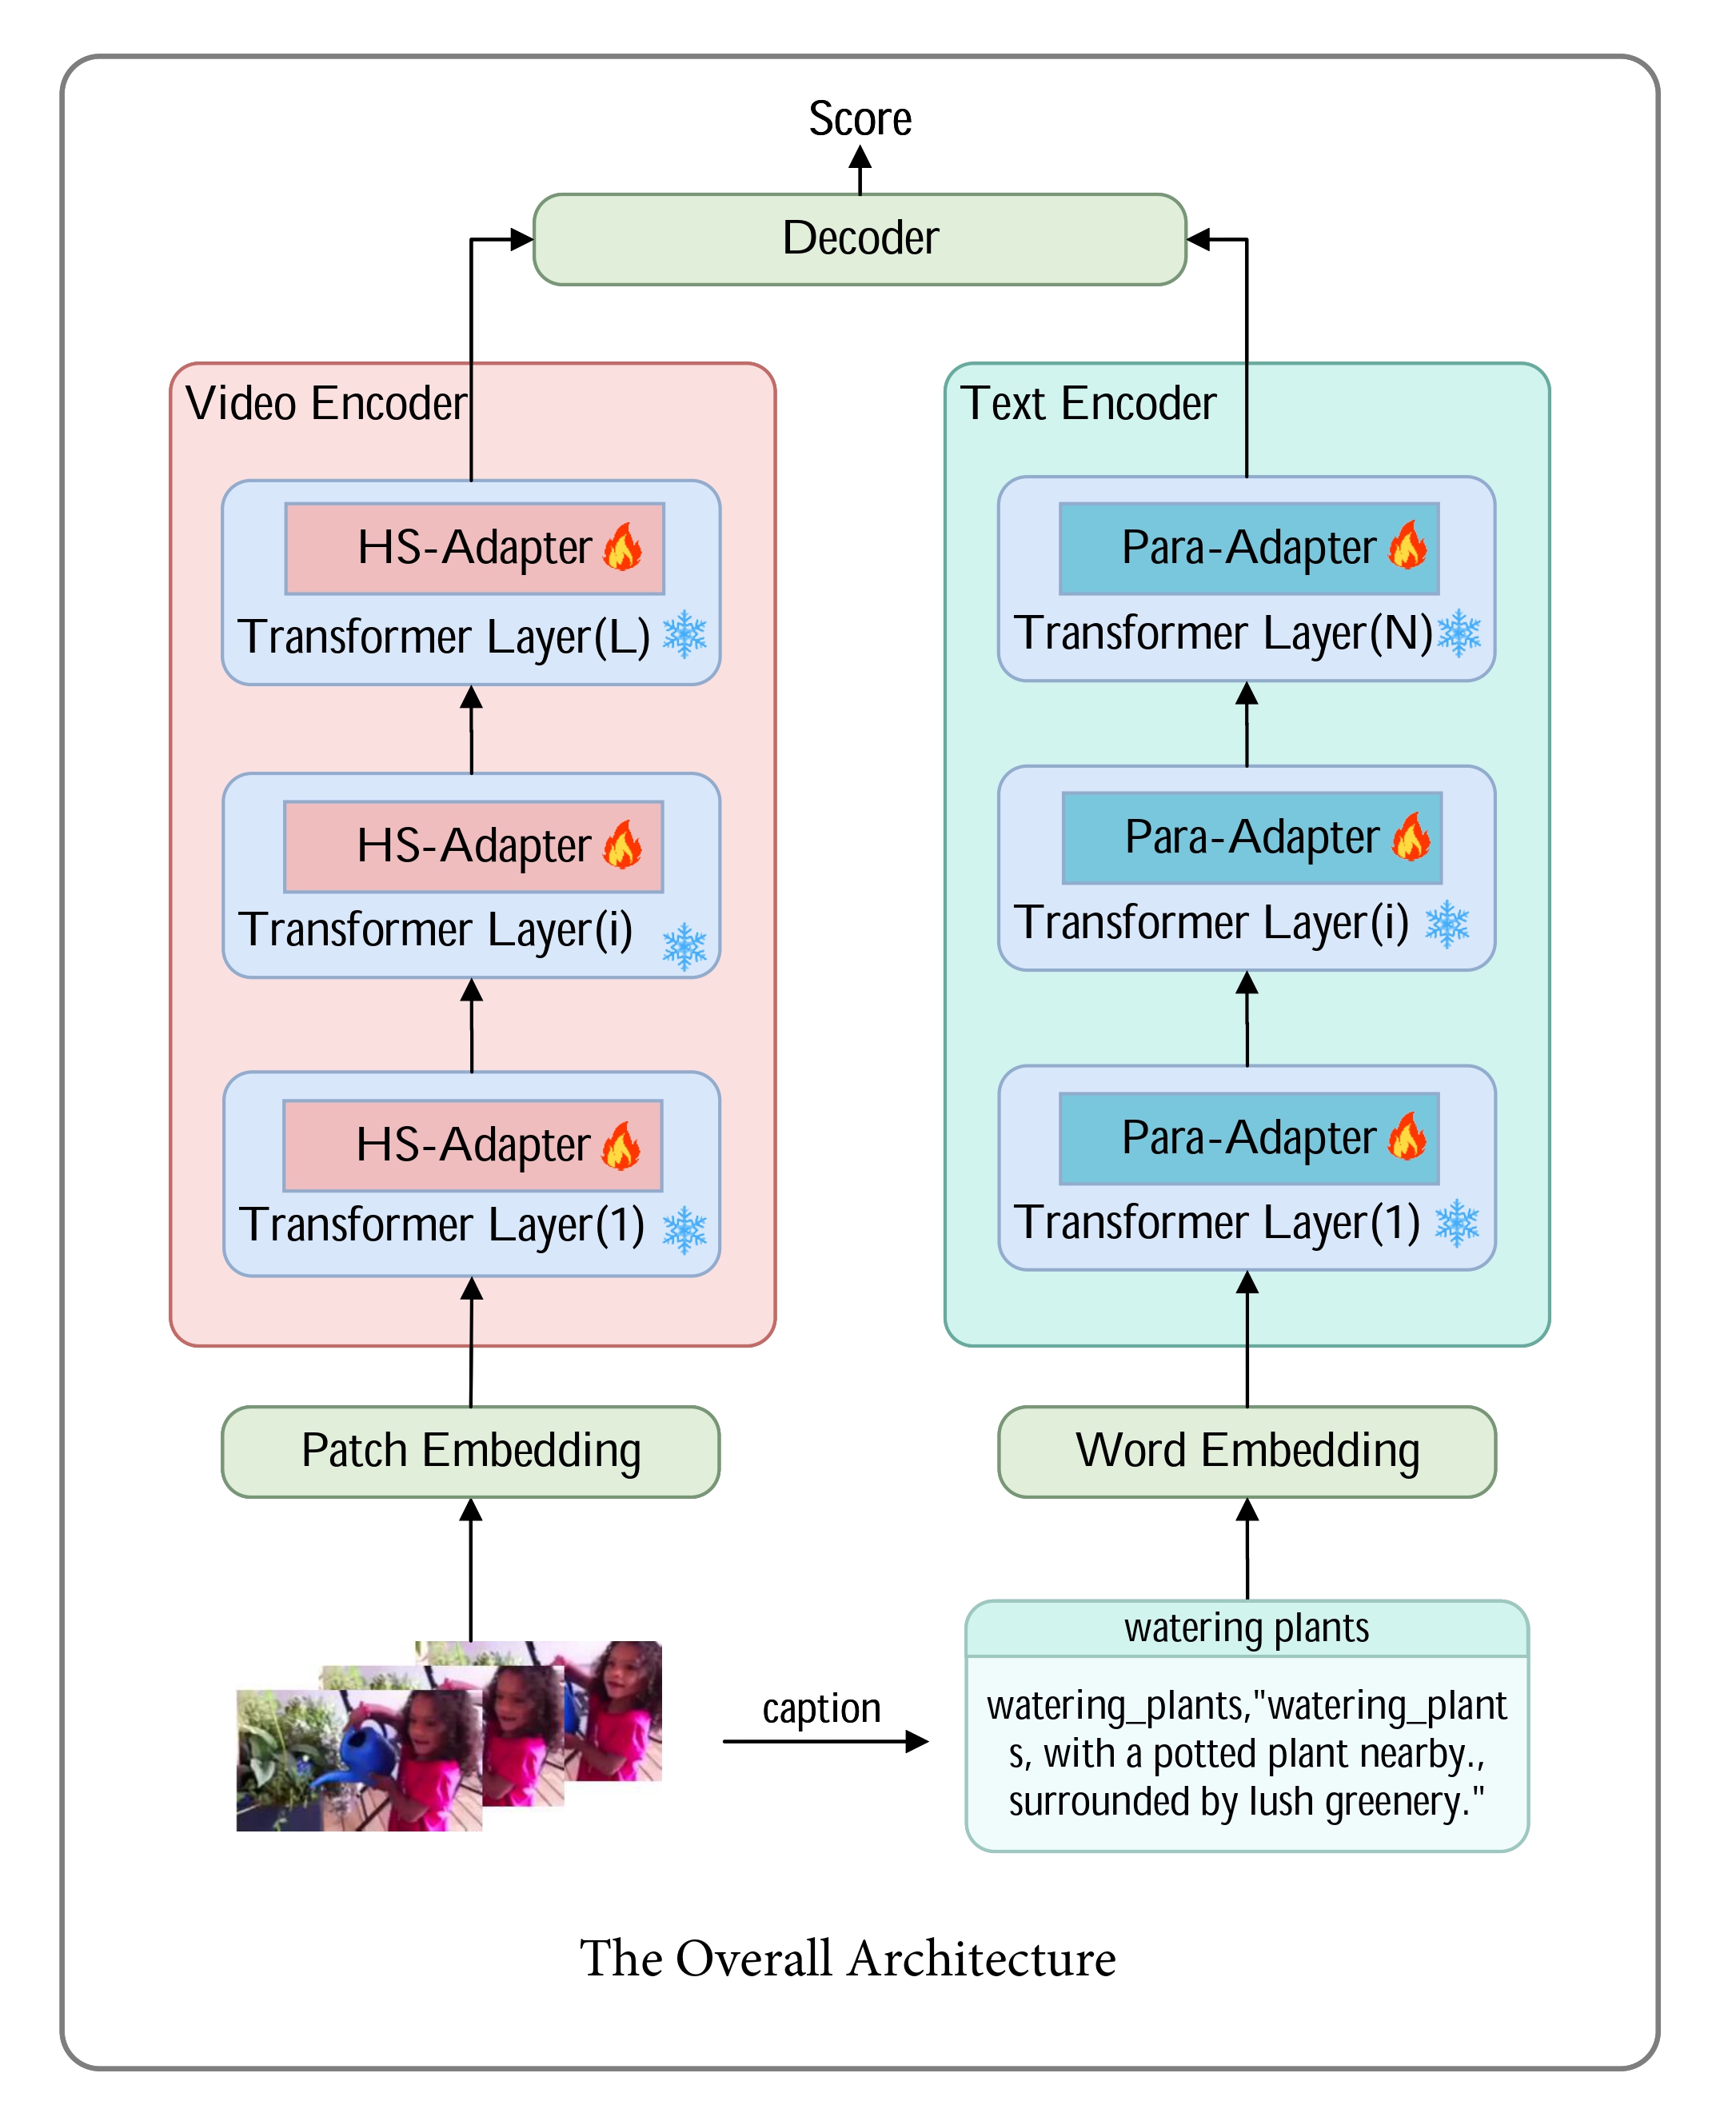 Score
Decoder
Video Encoder
HS-Adapter
Transformer Layer(L)
HS-Adapter
Transformer Layer(i)
HS-Adapter
Transformer Layer(1)
Patch Embedding
Text Encoder
Para-Adapter
Transformer Layer(N)
Para-Adapter
Transformer Layer(i)
Para-Adapter
Transformer Layer(1)
Word Embedding
caption
watering plants
watering_plants,"watering_plant
s, with a potted plant nearby.,
surrounded by lush greenery."
The Overall Architecture